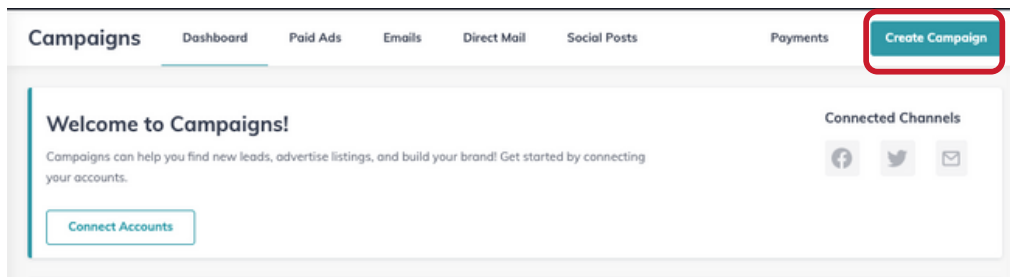 Campaigns Dashboard Paid Ads Emails Direct Mail Social Posts Payments Create Campaign
Welcome to Campaigns!
Connected Channels
Campaigns can help you find new leads, advertise listings, and build your brand! Get started by connecting
your accounts.
Connect Accounts